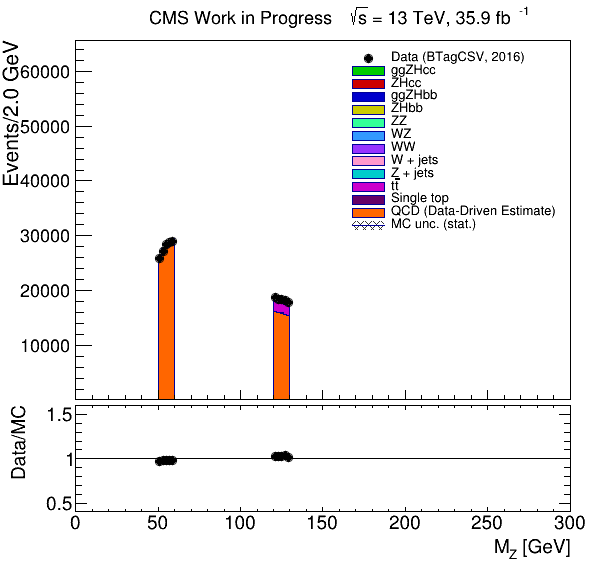 CMS Work in Progress √s = 13 TeV, 35.9 fb -1
Events/2.0 GeV
60000
50000
40000
30000
20000
10000
Data (BTagCSV, 2016)
ggZHcc
ZHcc
ggZHbb
ZHbb
ZZ
WZ
WW
W + jets
Z + jets
tt̅
Single top
QCD (Data-Driven Estimate)
MC unc. (stat.)
Data/MC
1.5
1
0.5
0 50 100 150 200 250 300
M_Z [GeV]